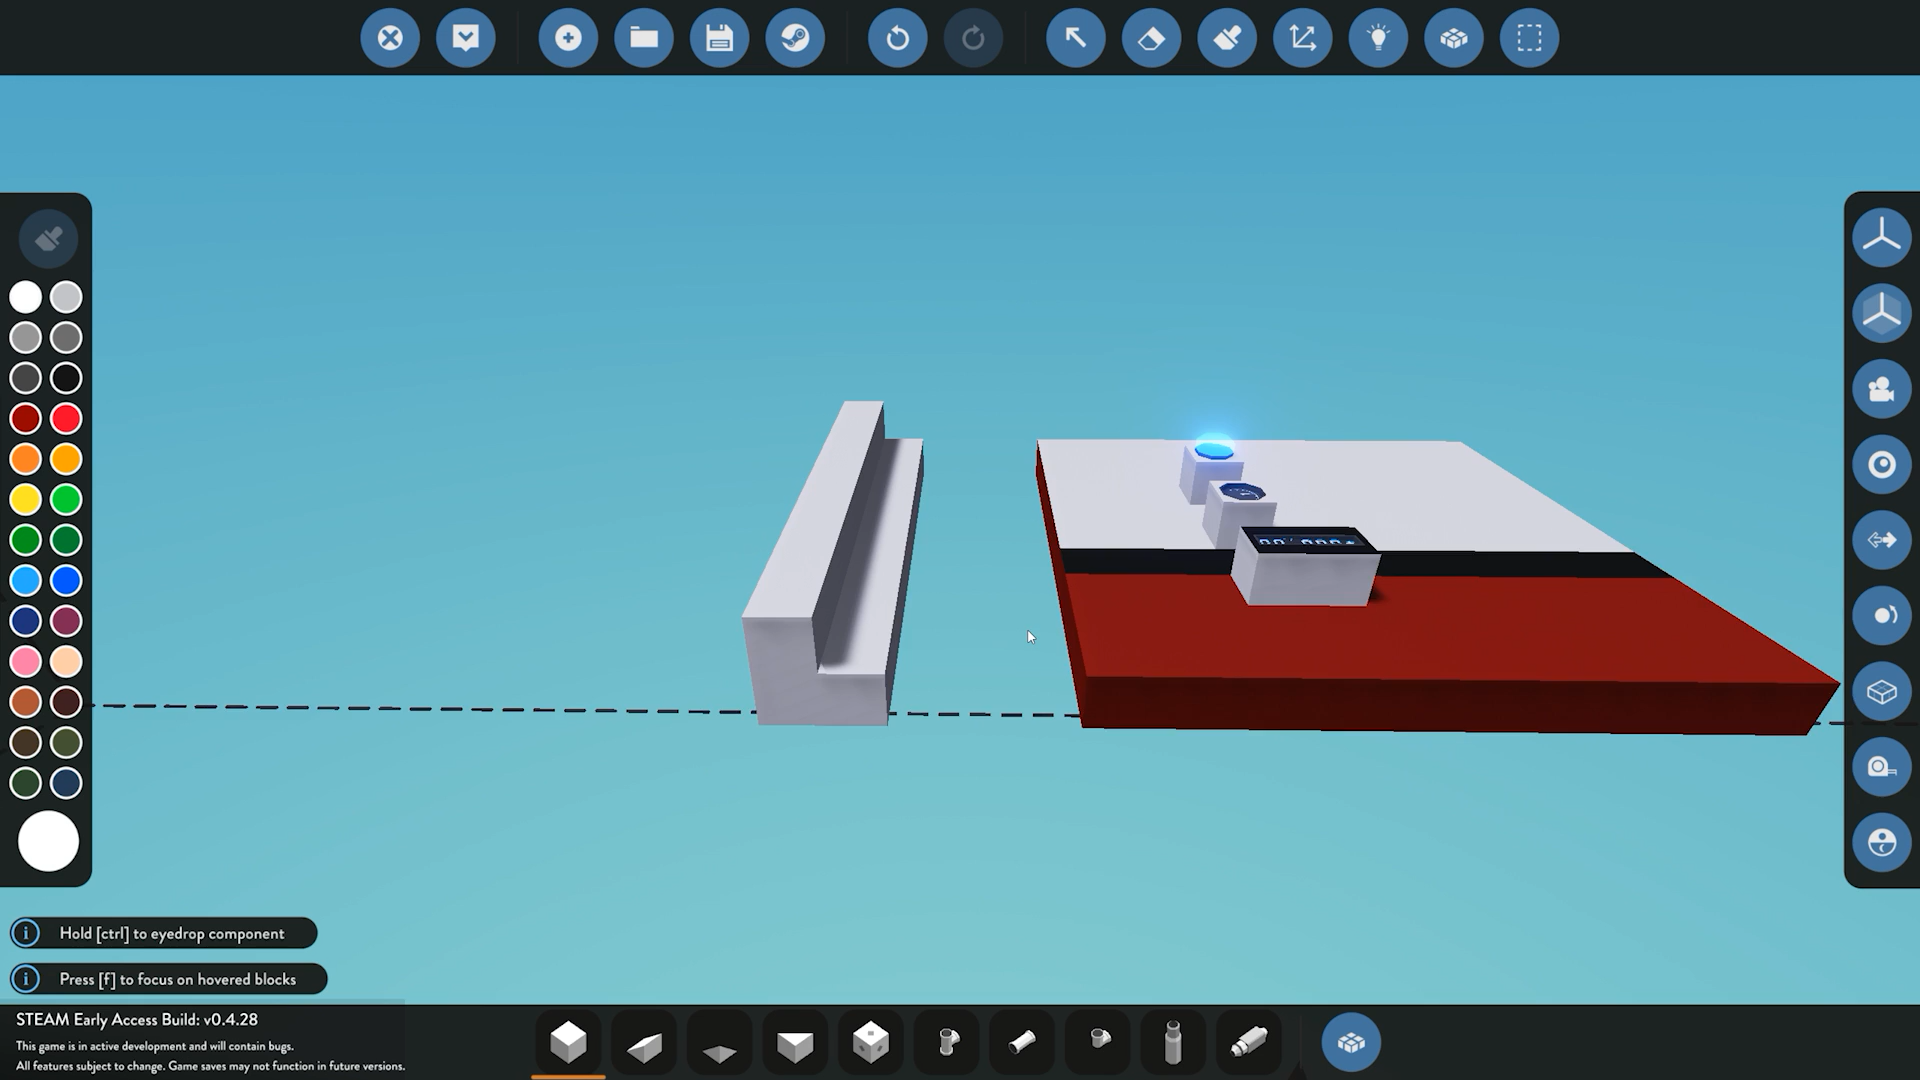 Hold [ctrl] to eyedrop component
Press [f] to focus on hovered blocks
STEAM Early Access Build: v0.4.28
This game is in active development and will contain bugs.
All features subject to change. Game saves may not function in future versions.